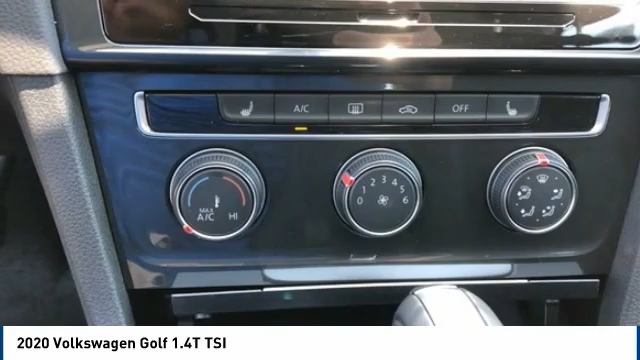 A/C OFF
1 2 3 4 5
0 6
MAX
A/C HI
2020 Volkswagen Golf 1.4T TSI